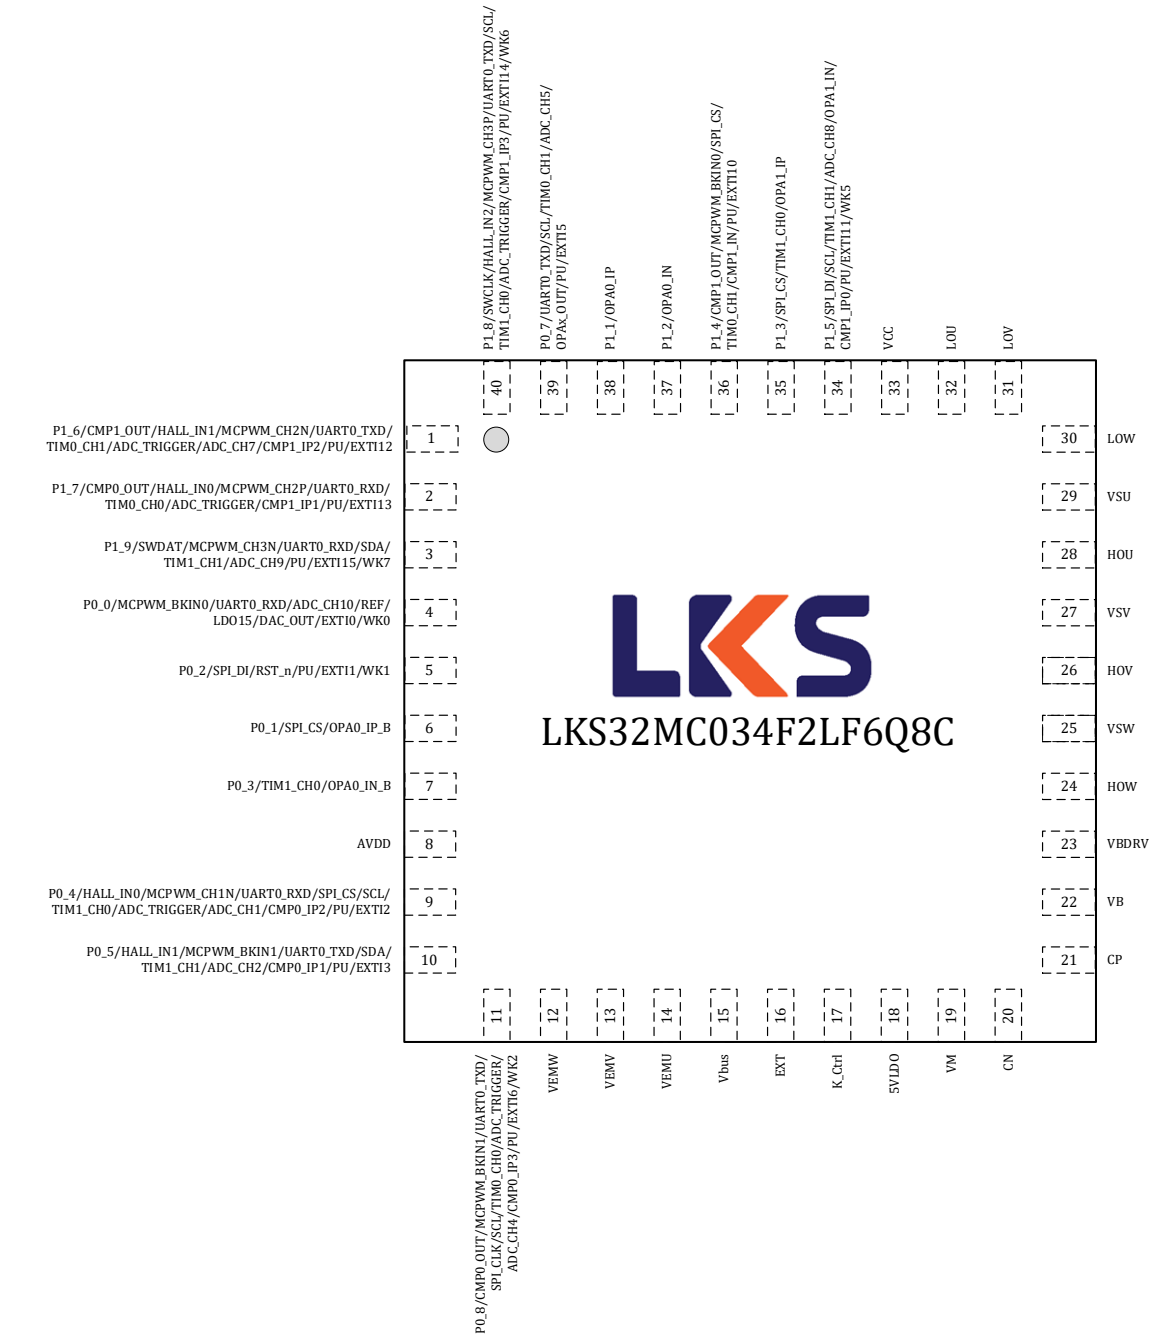 P1_8/SWCLK/HALL_IN2/MCPWM_CH3P/UART0_TXD/SCL/
TIM1_CH0/ADC_TRIGGER/CMP1_IP3/PU/EXTI14/WK6
P0_7/UART0_TXD/SCL/TIM0_CH1/ADC_CH5/
OPAx_OUT/PU/EXTI5
P1_1/OPA0_IP
P1_2/OPA0_IN
P1_4/CMP1_OUT/MCPWM_BKIN0/SPI_CS/
TIM0_CH1/CMP1_IN/PU/EXTI10
P1_3/SPI_CS/TIM1_CH0/OPA1_IP
P1_5/SPI_DI/SCL/TIM1_CH1/ADC_CH8/OPA1_IN/
CMP1_IP0/PU/EXTI11/WK5
VCC
LOU
LOV
40
39
38
37
36
35
34
33
32
31
P1_6/CMP1_OUT/HALL_IN1/MCPWM_CH2N/UART0_TXD/
TIM0_CH1/ADC_TRIGGER/ADC_CH7/CMP1_IP2/PU/EXTI12
1
P1_7/CMP0_OUT/HALL_IN0/MCPWM_CH2P/UART0_RXD/
TIM0_CH0/ADC_TRIGGER/CMP1_IP1/PU/EXTI13
2
P1_9/SWDAT/MCPWM_CH3N/UART0_RXD/SDA/
TIM1_CH1/ADC_CH9/PU/EXTI15/WK7
3
P0_0/MCPWM_BKIN0/UART0_RXD/ADC_CH10/REF/
LDO15/DAC_OUT/EXTI0/WK0
4
P0_2/SPI_DI/RST_n/PU/EXTI1/WK1
5
P0_1/SPI_CS/OPA0_IP_B
6
P0_3/TIM1_CH0/OPA0_IN_B
7
AVDD
8
P0_4/HALL_IN0/MCPWM_CH1N/UART0_RXD/SPI_CS/SCL/
TIM1_CH0/ADC_TRIGGER/ADC_CH1/CMP0_IP2/PU/EXTI2
9
P0_5/HALL_IN1/MCPWM_BKIN1/UART0_TXD/SDA/
TIM1_CH1/ADC_CH2/CMP0_IP1/PU/EXTI3
10
LKS
LKS32MC034F2LF6Q8C
30 LOW
29 VSU
28 HOU
27 VSV
26 HOV
25 VSW
24 HOW
23 VBDRV
22 VB
21 CP
11
12
13
14
15
16
17
18
19
20
P0_8/CMP0_OUT/MCPWM_BKIN1/UART0_TXD/
SPI_CLK/SCL/TIM0_CH0/ADC_TRIGGER/
ADC_CH4/CMP0_IP3/PU/EXTI6/WK2
VEMW
VEMV
VEMU
Vbus
EXT
K_Ctrl
5VLDO
VM
CN